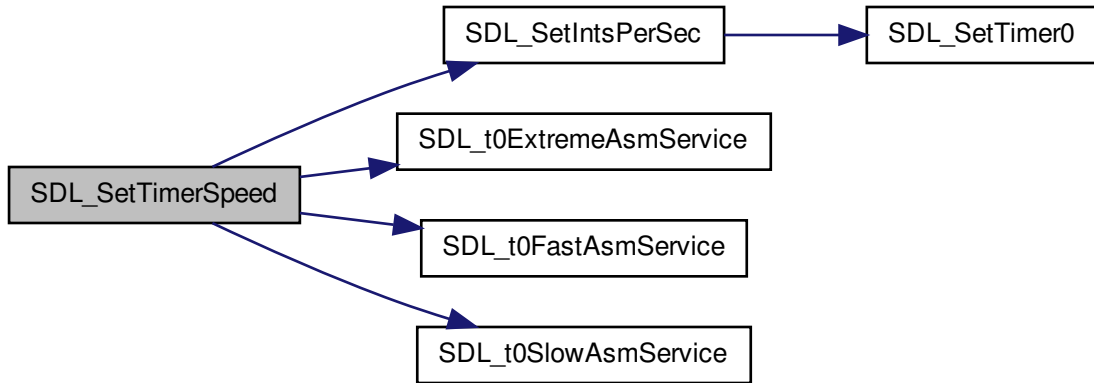 SDL_SetIntsPerSec
SDL_SetTimer0
SDL_t0ExtremeAsmService
SDL_SetTimerSpeed
SDL_t0FastAsmService
SDL_t0SlowAsmService